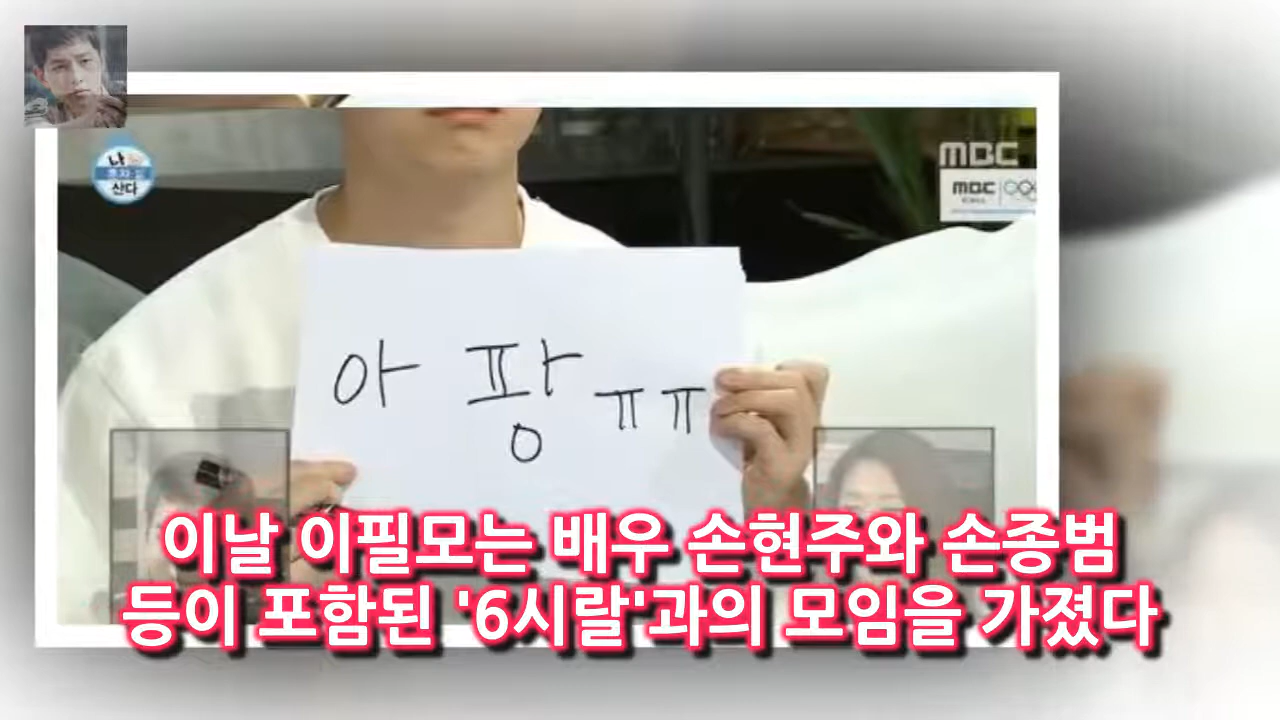 나 혼자
산다
MBC
MBC
아 팡 ㅠㅠ
이날 이필모는 배우 손현주와 손종범
등이 포함된 '6시랄'과의 모임을 가졌다